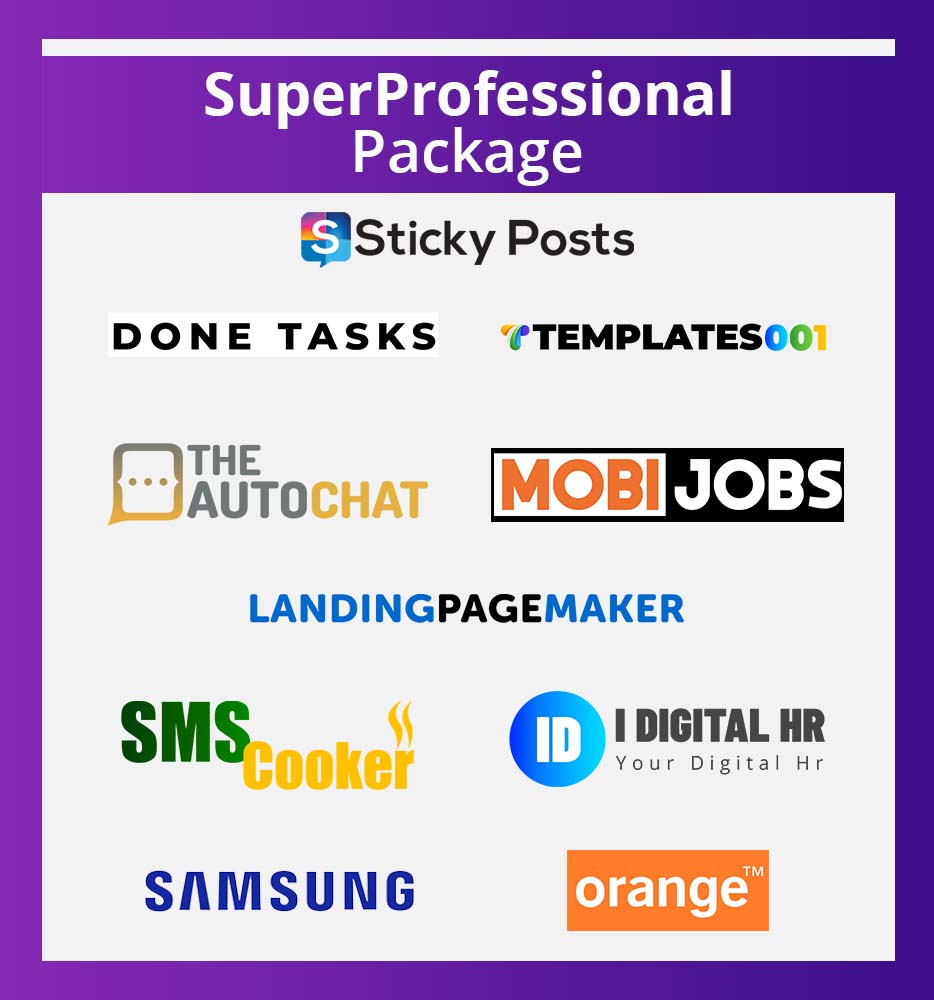 SuperProfessional
Package
S Sticky Posts
DONE TASKS
TEMPLATES001
THE
AUTOCHAT
MOBI JOBS
LANDINGPAGEMAKER
SMS
Cooker
ID I DIGITAL HR
Your Digital Hr
SAMSUNG
orange™